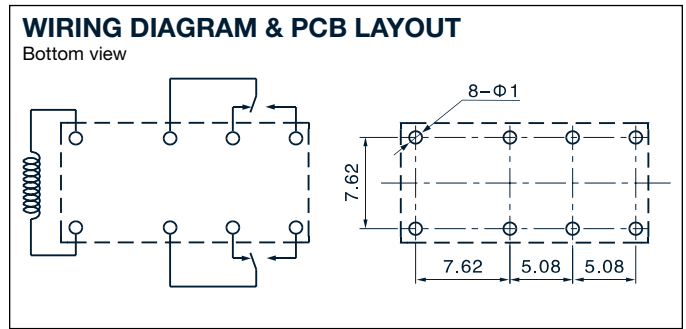 WIRING DIAGRAM & PCB LAYOUT
Bottom view
8-Φ1
7.62
7.62 5.08 5.08